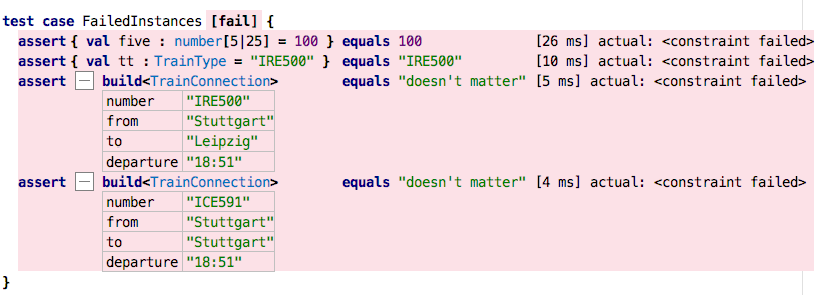 test case FailedInstances [fail] {
assert { val five : number[5|25] = 100 } equals 100 [26 ms] actual: <constraint failed>
assert { val tt : TrainType = "IRE500" } equals "IRE500" [10 ms] actual: <constraint failed>
assert build<TrainConnection> equals "doesn't matter" [5 ms] actual: <constraint failed>
number "IRE500"
from "Stuttgart"
to "Leipzig"
departure "18:51"
assert build<TrainConnection> equals "doesn't matter" [4 ms] actual: <constraint failed>
number "ICE591"
from "Stuttgart"
to "Stuttgart"
departure "18:51"
}